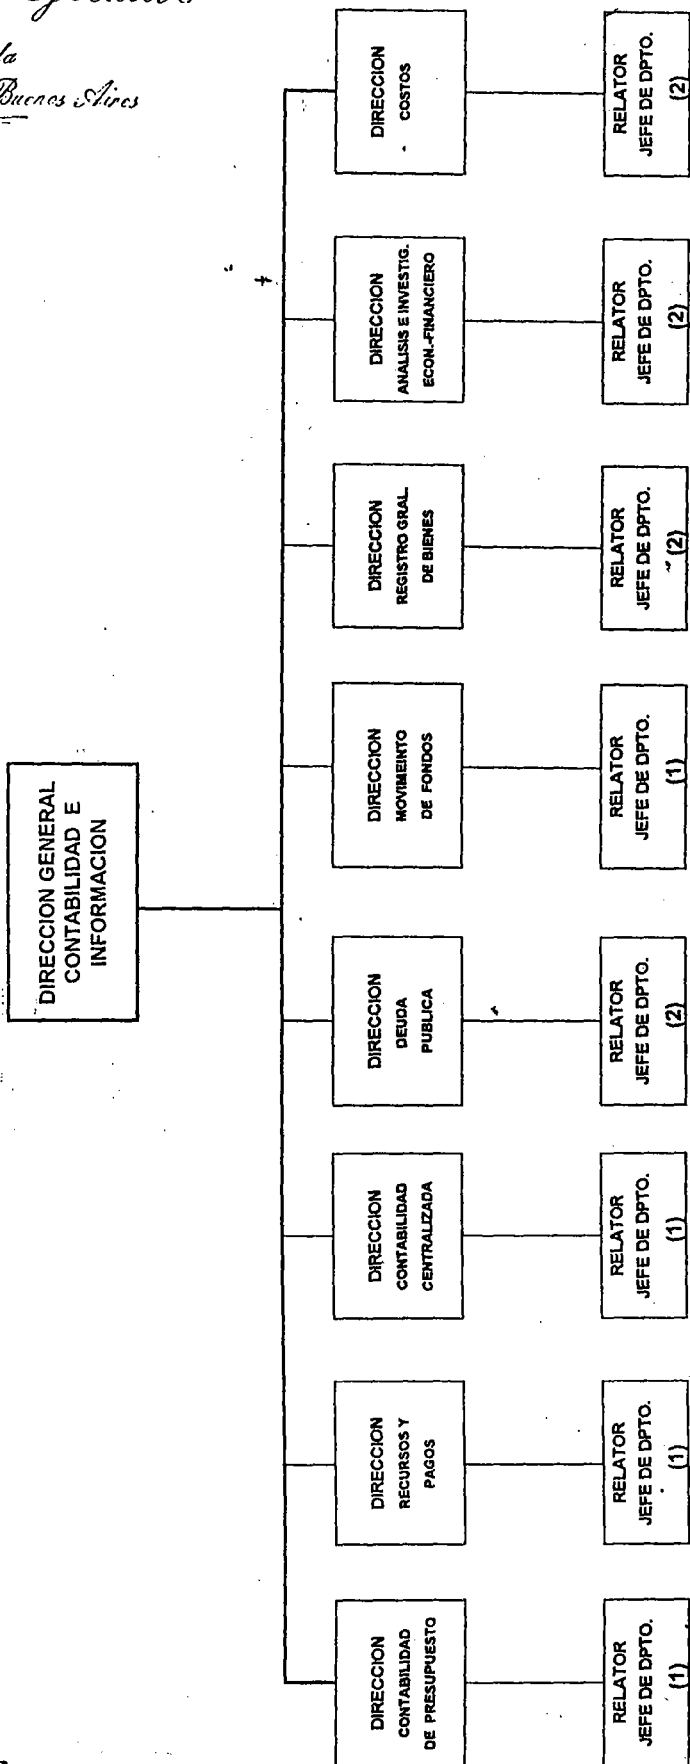 la
Buenos Aires
DIRECCION GENERAL
CONTABILIDAD E
INFORMACION
DIRECCION
CONTABILIDAD
DE PRESUPUESTO
DIRECCION
RECURSOS Y
PAGOS
DIRECCION
CONTABILIDAD
CENTRALIZADA
DIRECCION
DEUDA
PUBLICA
DIRECCION
MOVIMEINTO
DE FONDOS
DIRECCION
REGISTRO GRAL.
DE BIENES
DIRECCION
ANALISIS E INVESTIG.
ECON.-FINANCIERO
DIRECCION
COSTOS
RELATOR
JEFE DE DPTO.
(1)
RELATOR
JEFE DE DPTO.
(1)
RELATOR
JEFE DE DPTO.
(1)
RELATOR
JEFE DE DPTO.
(2)
RELATOR
JEFE DE DPTO.
(1)
RELATOR
JEFE DE DPTO.
(2)
RELATOR
JEFE DE DPTO.
(2)
RELATOR
JEFE DE DPTO.
(2)